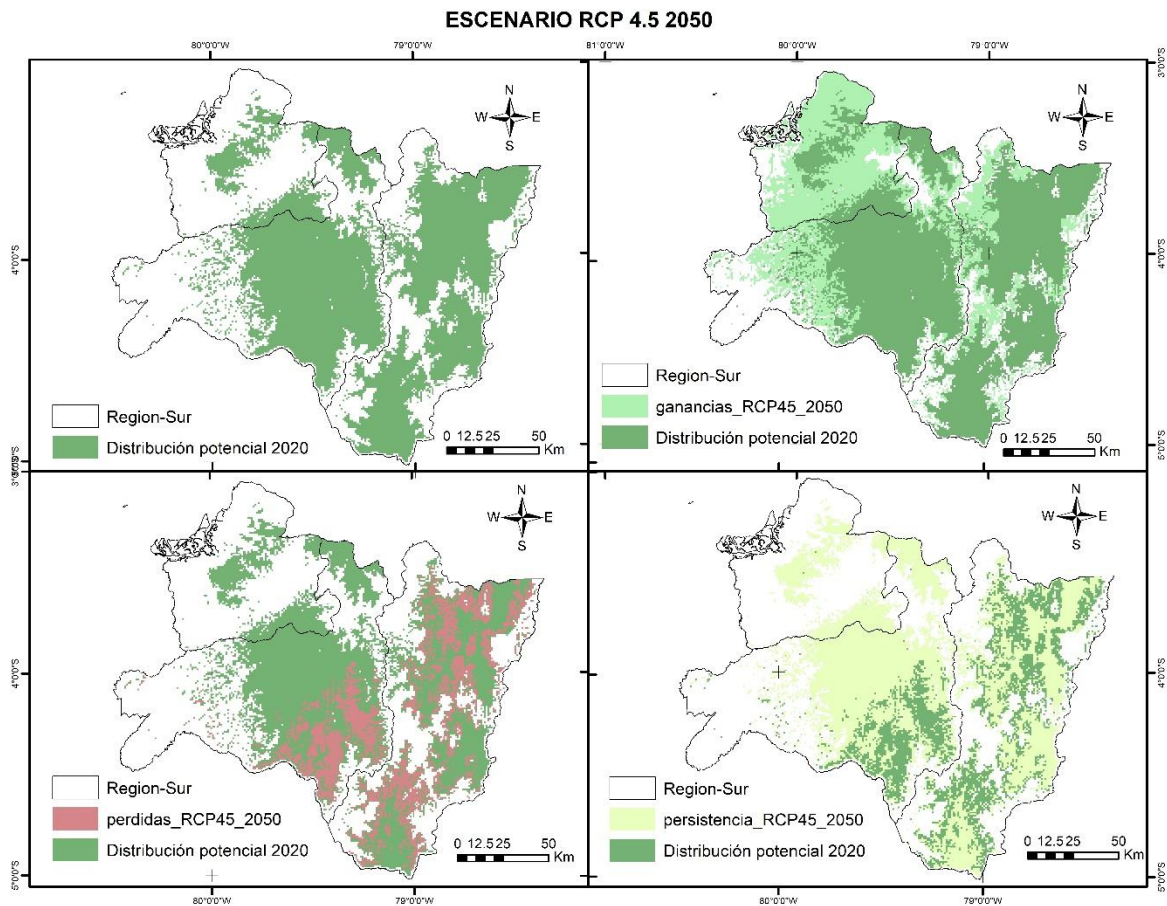 ESCENARIO RCP 4.5 2050
80°0'0"W 79°0'0"W 81°0'0"W 80°0'0"W 79°0'0"W
3°0'0"S
N
W E
S
4°0'0"S
Region-Sur
Distribución potencial 2020
0 12.5 25 50
Km
N
W E
S
4°0'0"S
Region-Sur
ganancias_RCP45_2050
Distribución potencial 2020
0 12.5 25 50
Km
5°0'0"S
N
W E
S
4°0'0"S
Region-Sur
perdidas_RCP45_2050
Distribución potencial 2020
0 12.5 25 50
Km
5°0'0"S
N
W E
S
4°0'0"S
Region-Sur
persistencia_RCP45_2050
Distribución potencial 2020
0 12.5 25 50
Km
5°0'0"S
80°0'0"W 79°0'0"W 80°0'0"W 79°0'0"W